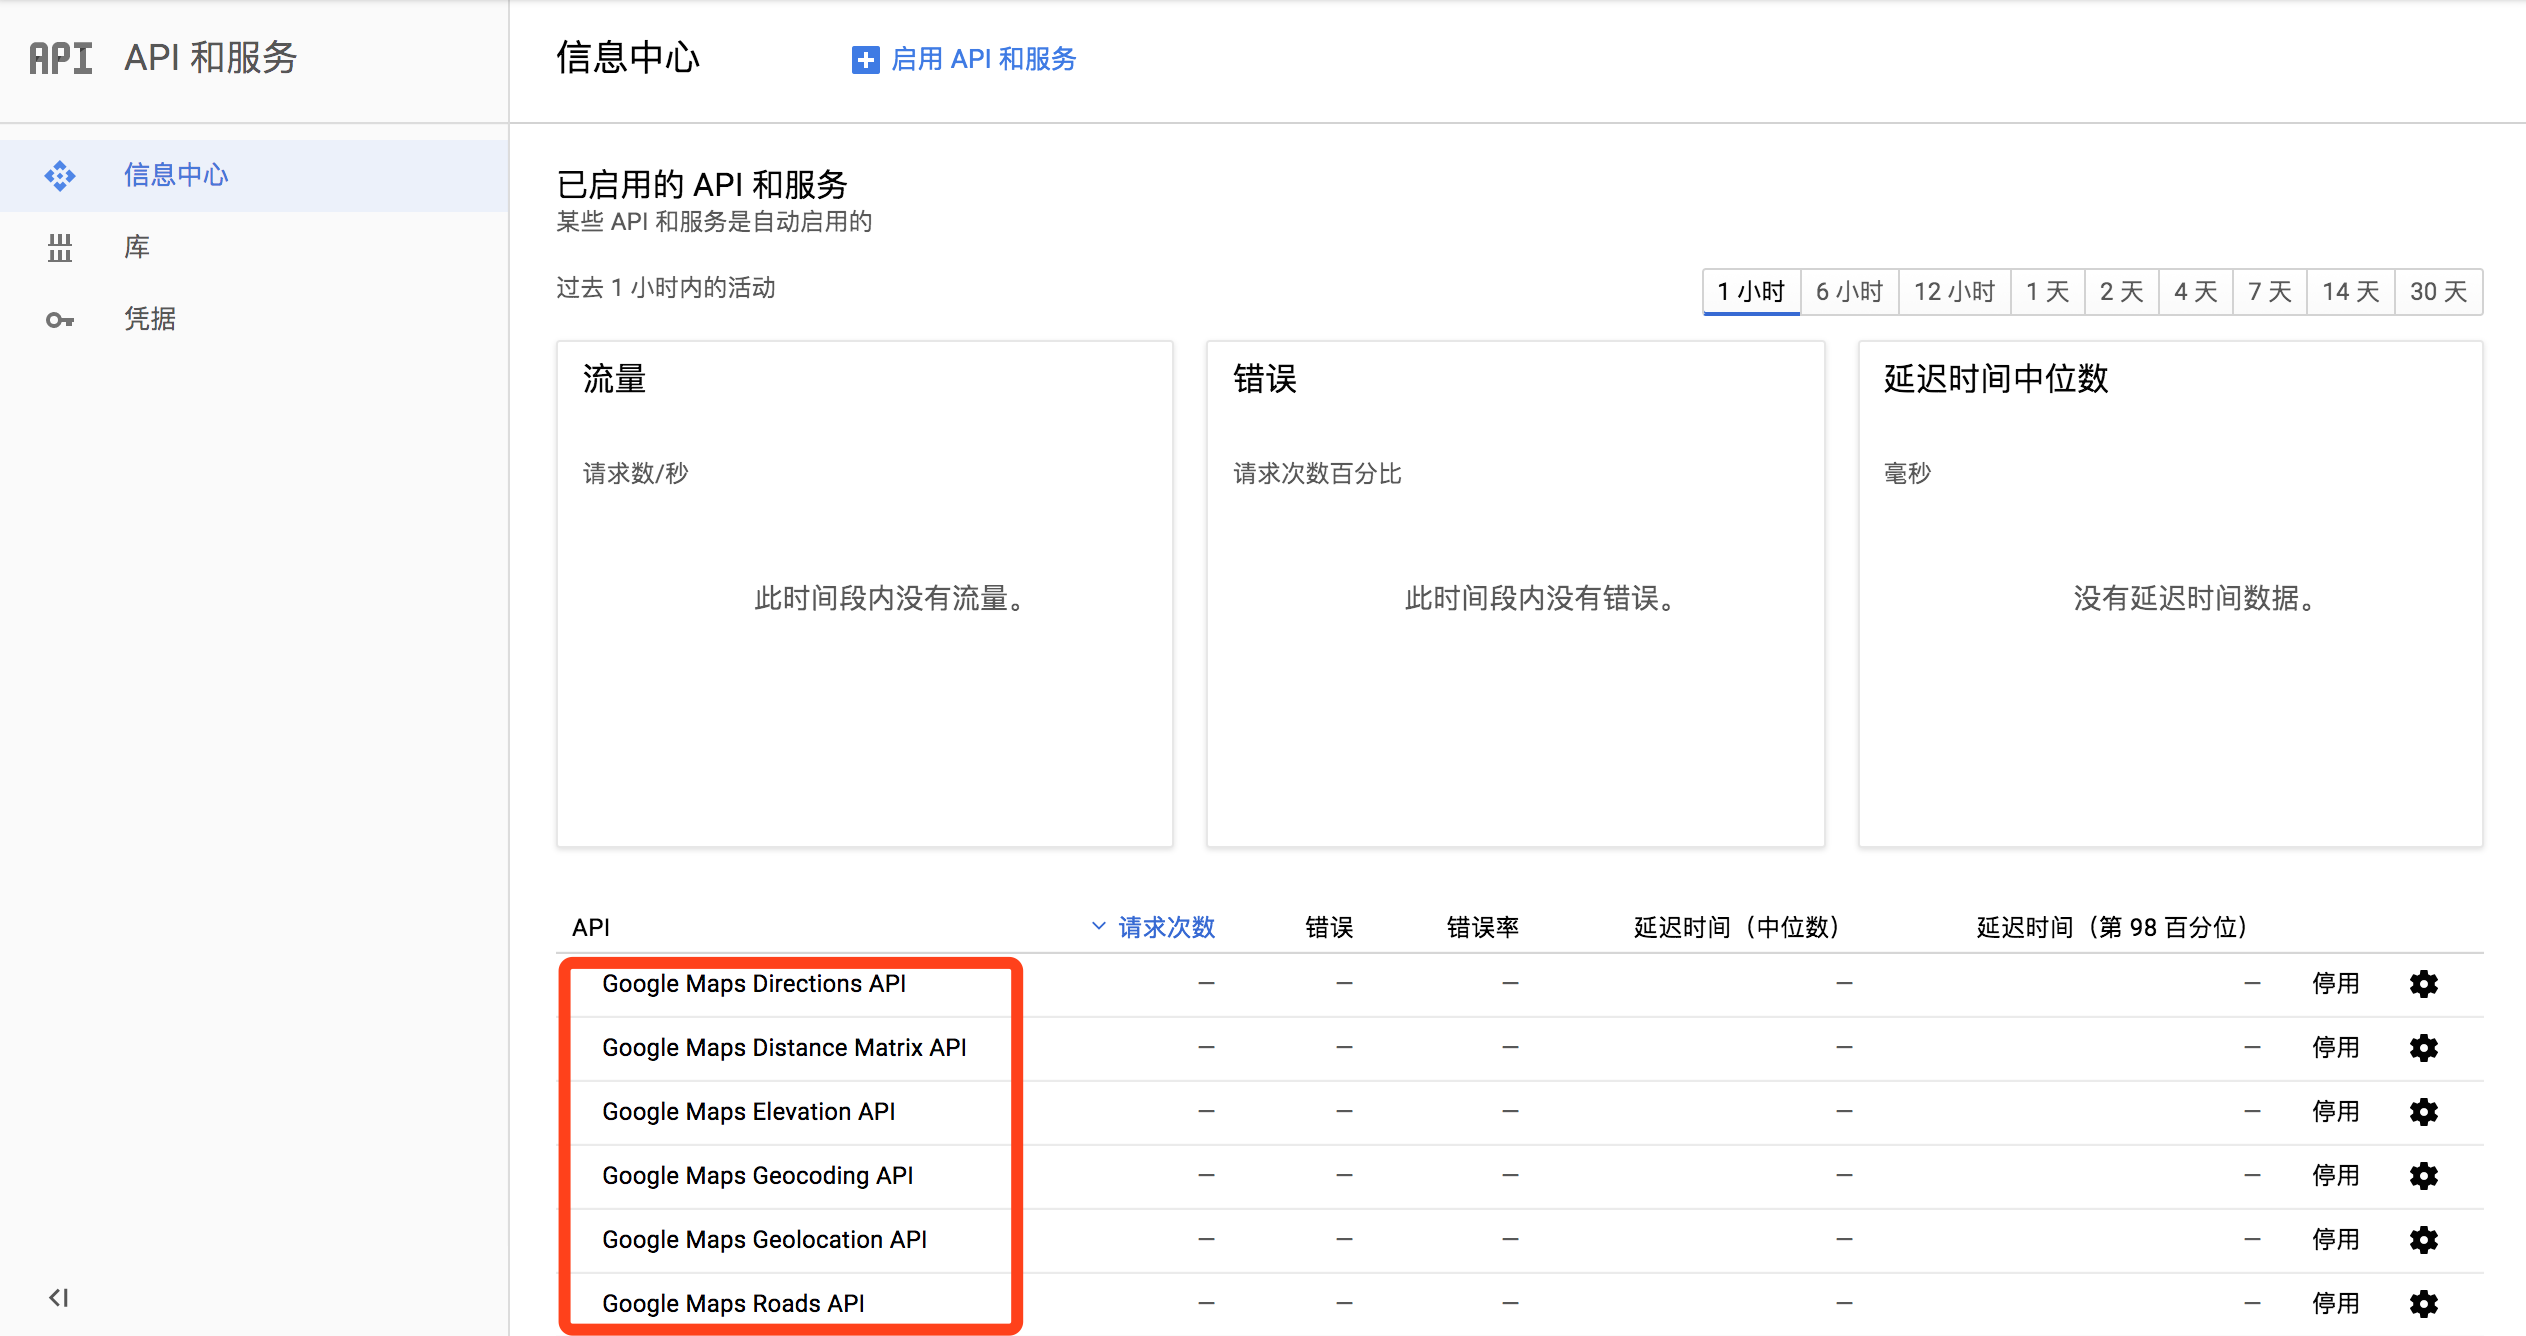 API API 和服务
信息中心
库
凭据
信息中心 启用 API 和服务
已启用的 API 和服务
某些 API 和服务是自动启用的
过去 1 小时内的活动
1 小时 6 小时 12 小时 1 天 2 天 4 天 7 天 14 天 30 天
流量
请求数/秒
此时间段内没有流量。
错误
请求次数百分比
此时间段内没有错误。
延迟时间中位数
毫秒
没有延迟时间数据。
API 请求次数 错误 错误率 延迟时间（中位数） 延迟时间（第 98 百分位）
Google Maps Directions API — — — — — 停用
Google Maps Distance Matrix API — — — — — 停用
Google Maps Elevation API — — — — — 停用
Google Maps Geocoding API — — — — — 停用
Google Maps Geolocation API — — — — — 停用
Google Maps Roads API — — — — — 停用